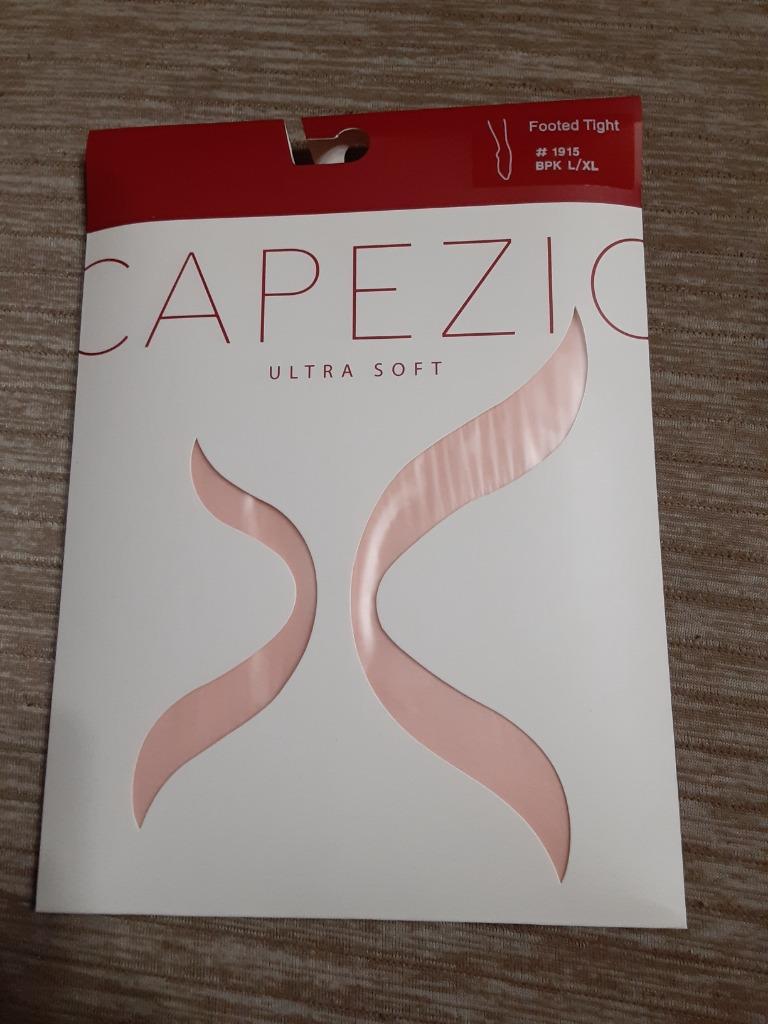 Footed Tight
# 1915
BPK L/XL
CAPEZIO
ULTRA SOFT